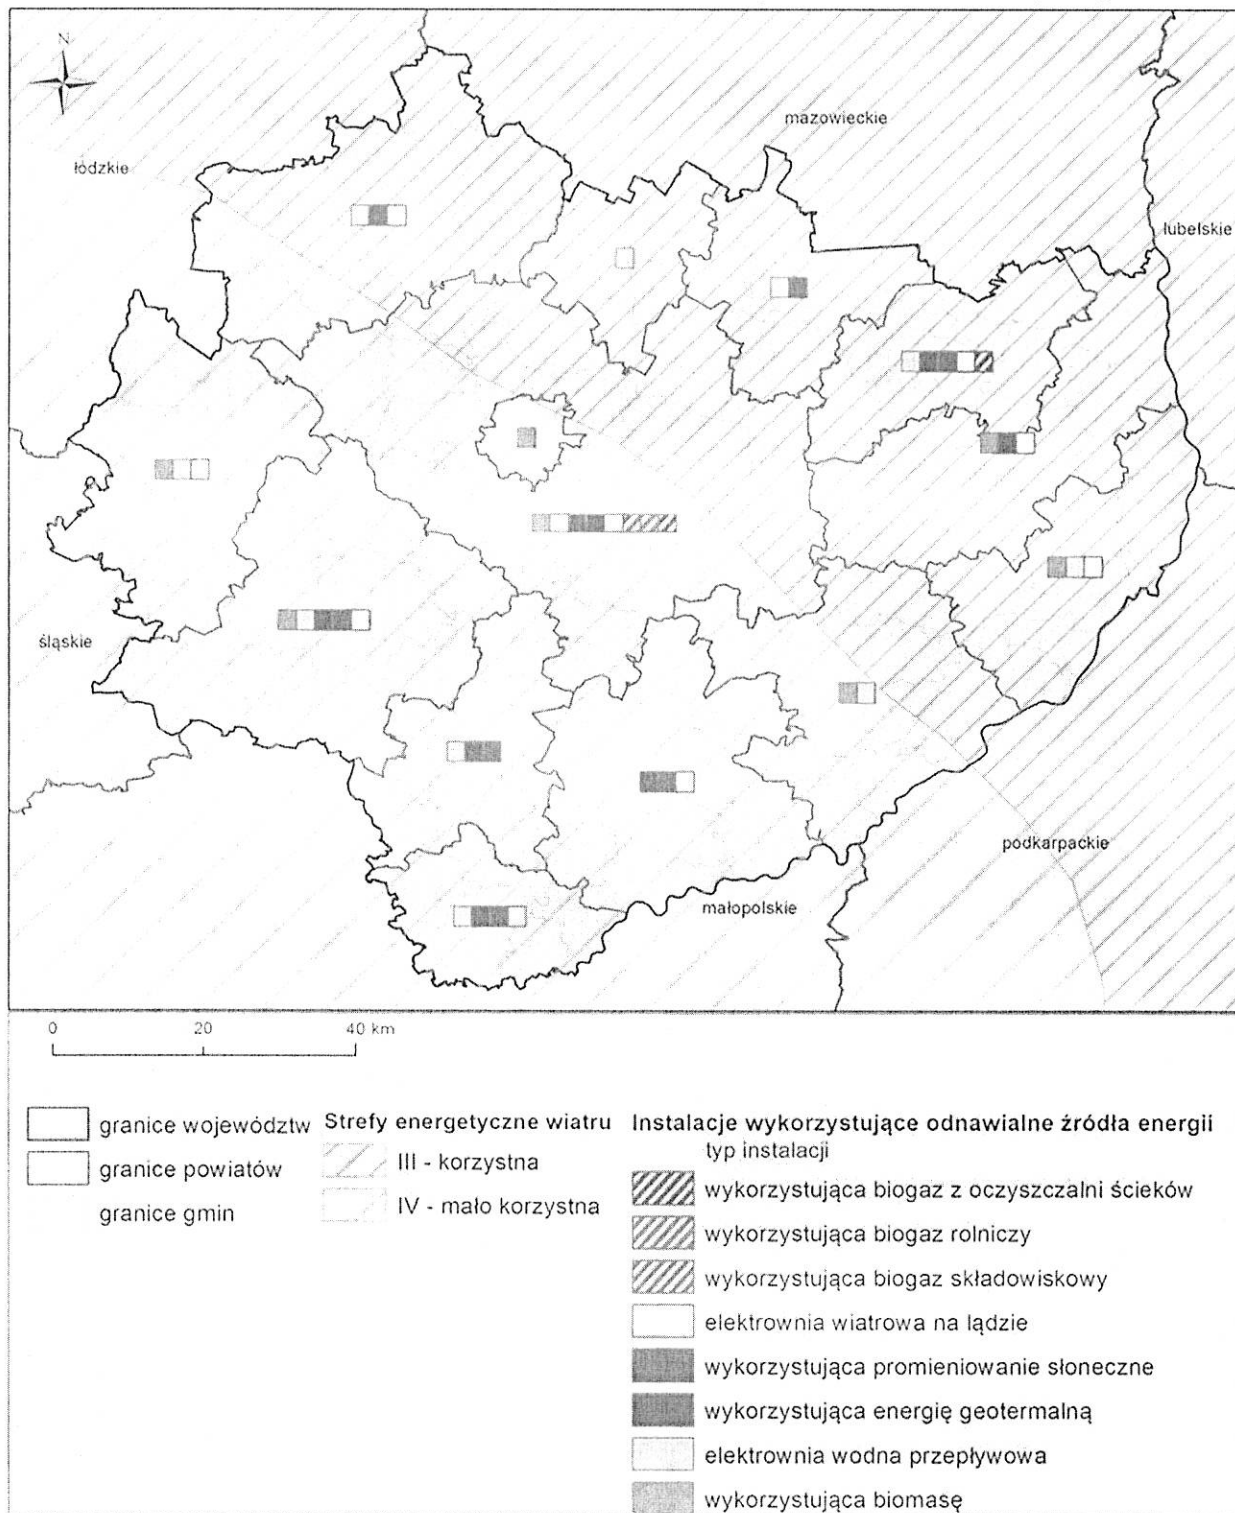 N
mazowieckie
łódzkie
lubelskie
śląskie
podkarpackie
małopolskie
0 20 40 km
granice województw
granice powiatów
granice gmin
Strefy energetyczne wiatru
III - korzystna
IV - mało korzystna
Instalacje wykorzystujące odnawialne źródła energii
typ instalacji
wykorzystująca biogaz z oczyszczalni ścieków
wykorzystująca biogaz rolniczy
wykorzystująca biogaz składowiskowy
elektrownia wiatrowa na lądzie
wykorzystująca promieniowanie słoneczne
wykorzystująca energię geotermalną
elektrownia wodna przepływowa
wykorzystująca biomasę